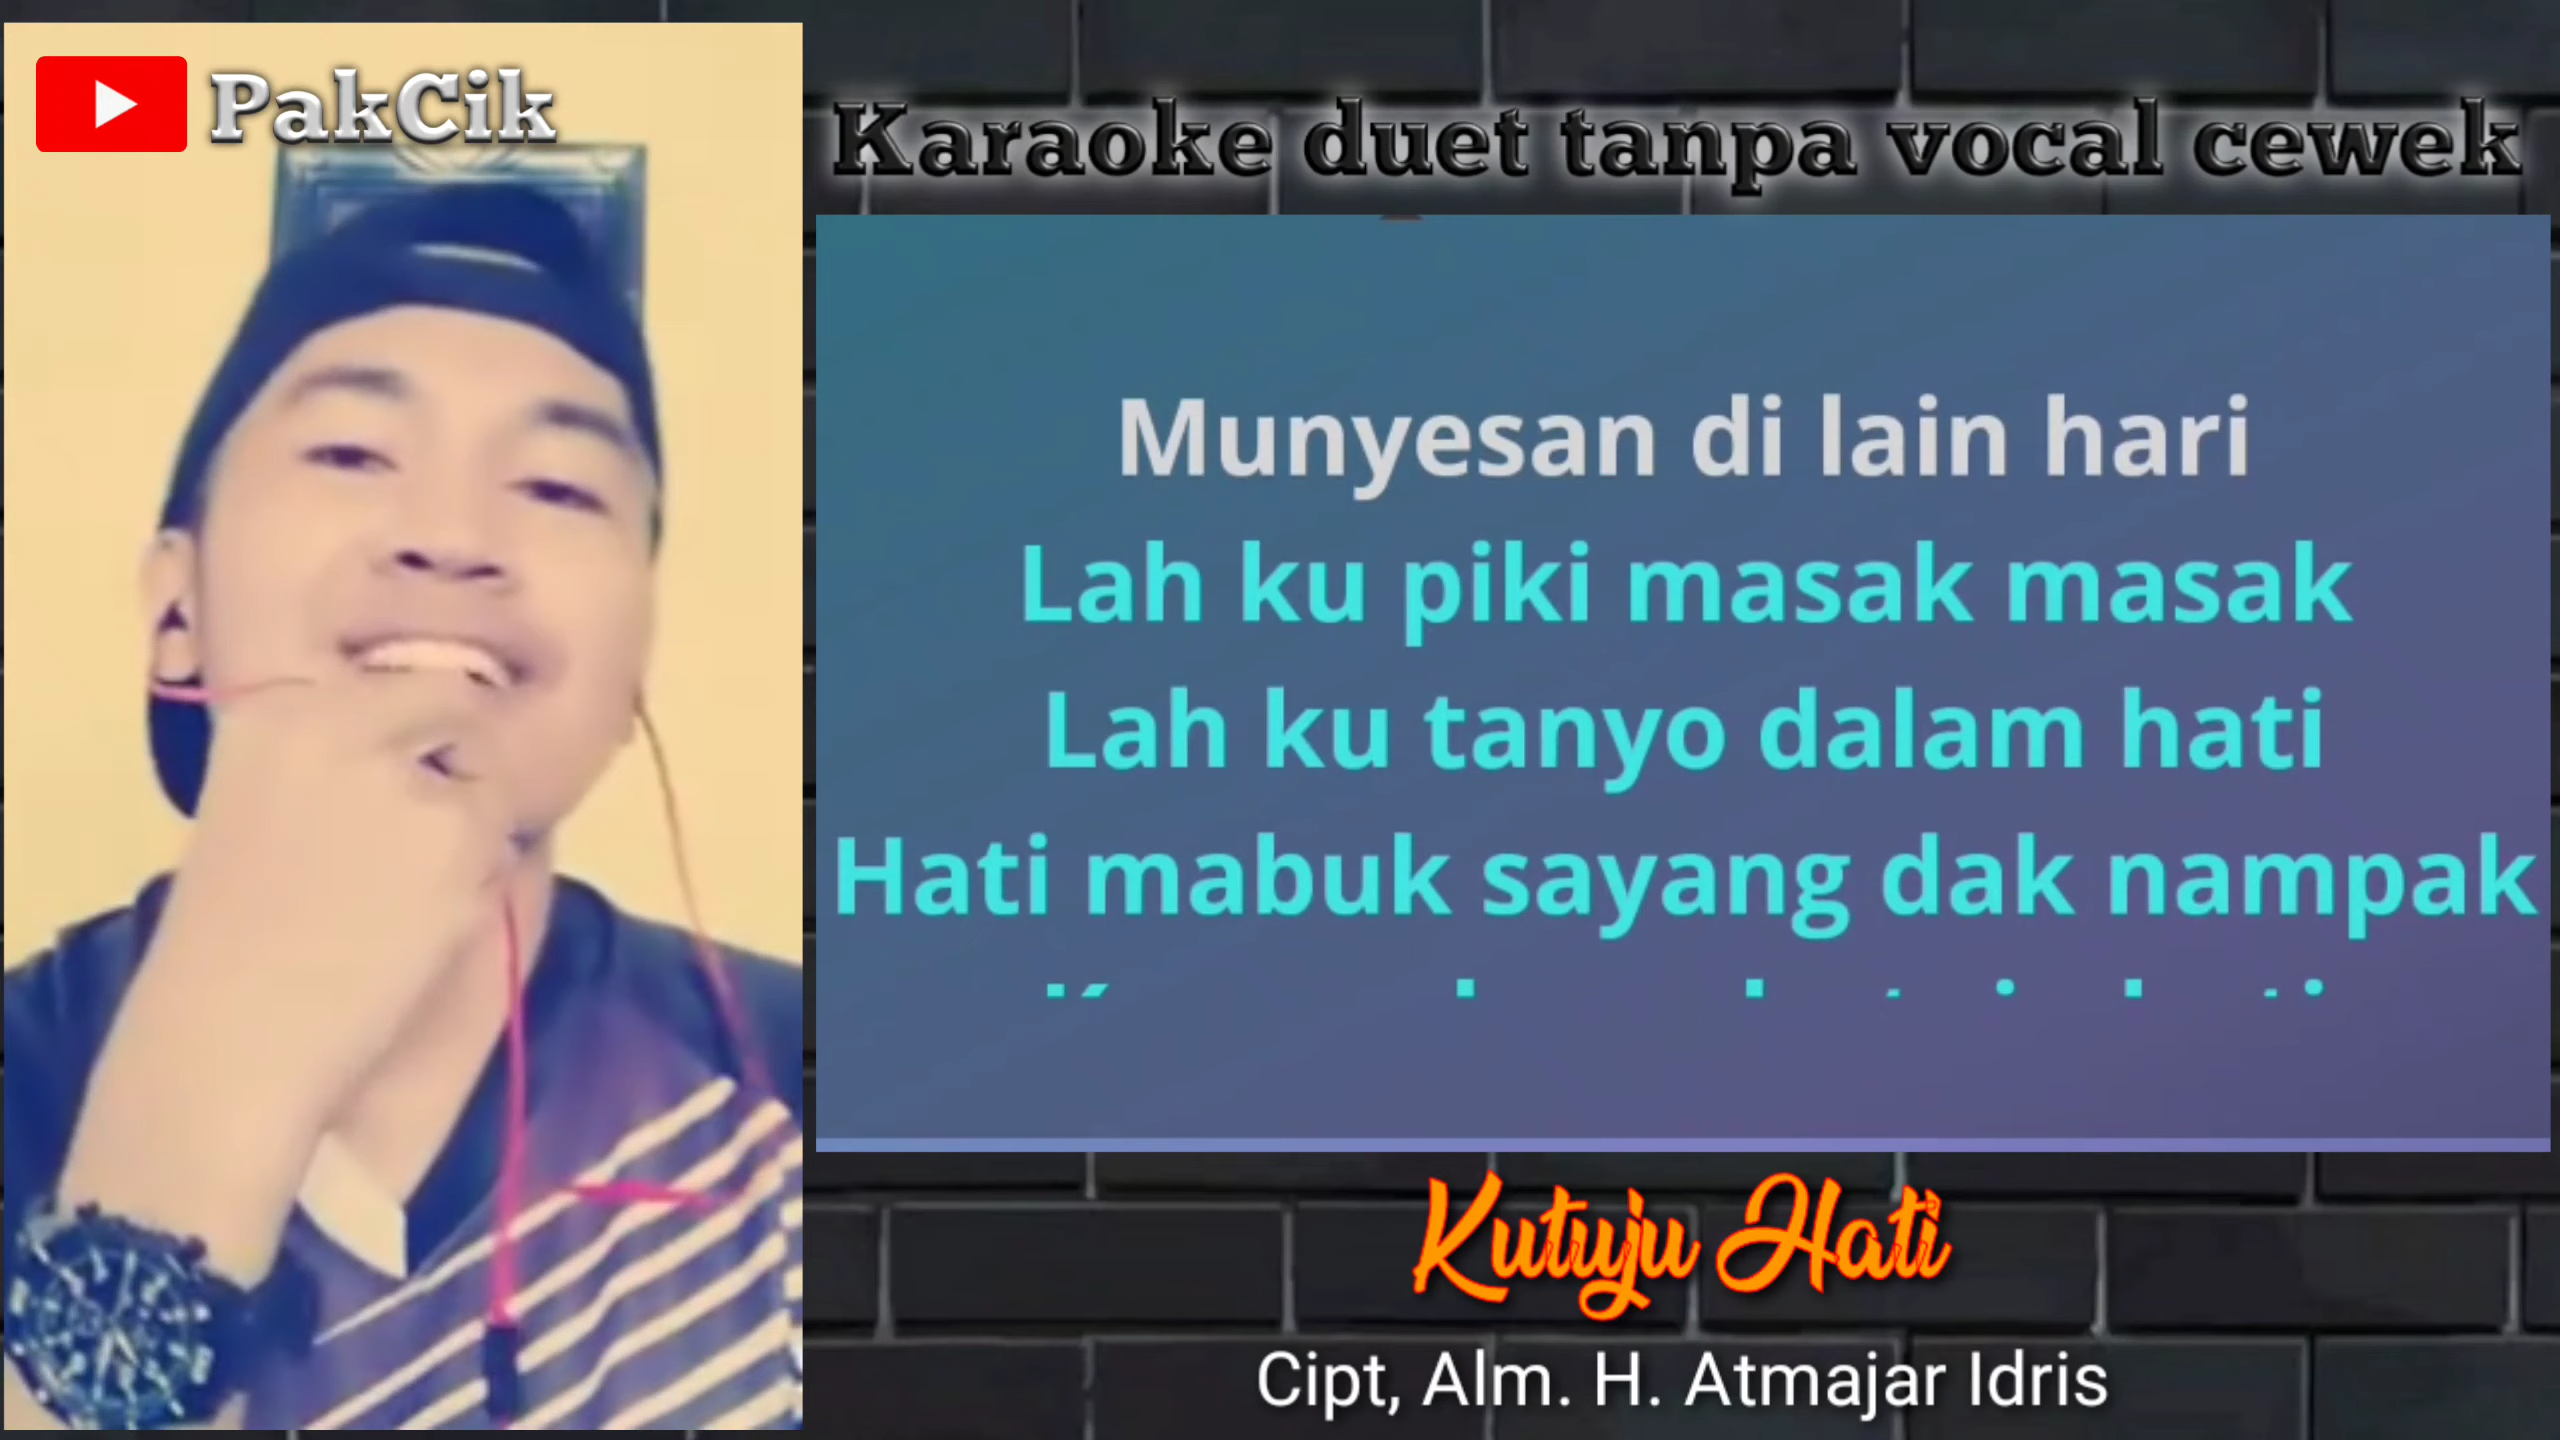 PakCik
Karaoke duet tanpa vocal cewek
Munyesan di lain hari
Lah ku piki masak masak
Lah ku tanyo dalam hati
Hati mabuk sayang dak nampak
Kutuju Hati
Cipt, Alm. H. Atmajar Idris